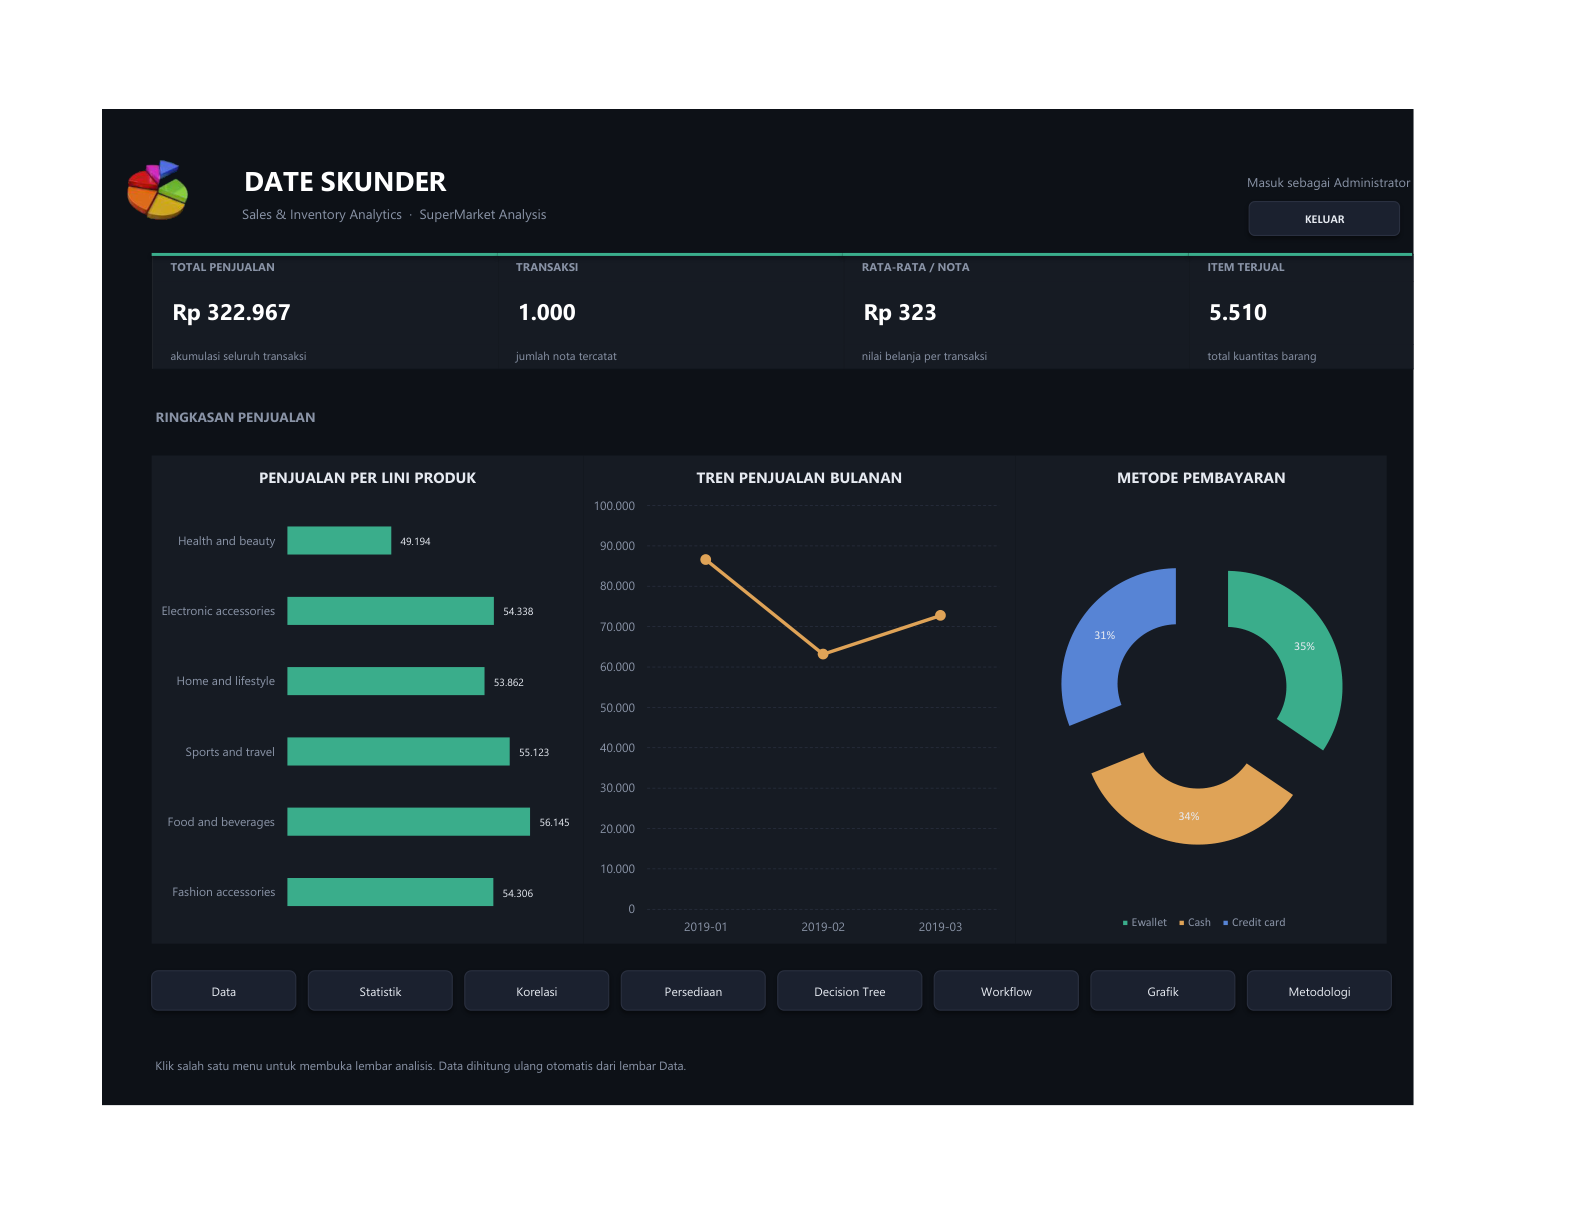 DATE SKUNDER
Sales & Inventory Analytics · SuperMarket Analysis
Masuk sebagai Administrator
KELUAR
TOTAL PENJUALAN
Rp 322.967
akumulasi seluruh transaksi
TRANSAKSI
1.000
jumlah nota tercatat
RATA-RATA / NOTA
Rp 323
nilai belanja per transaksi
ITEM TERJUAL
5.510
total kuantitas barang
RINGKASAN PENJUALAN
PENJUALAN PER LINI PRODUK
Health and beauty 49.194
Electronic accessories 54.338
Home and lifestyle 53.862
Sports and travel 55.123
Food and beverages 56.145
Fashion accessories 54.306
TREN PENJUALAN BULANAN
100.000
90.000
80.000
70.000
60.000
50.000
40.000
30.000
20.000
10.000
0
2019-01 2019-02 2019-03
METODE PEMBAYARAN
31%
35%
34%
Ewallet Cash Credit card
Data
Statistik
Korelasi
Persediaan
Decision Tree
Workflow
Grafik
Metodologi
Klik salah satu menu untuk membuka lembar analisis. Data dihitung ulang otomatis dari lembar Data.